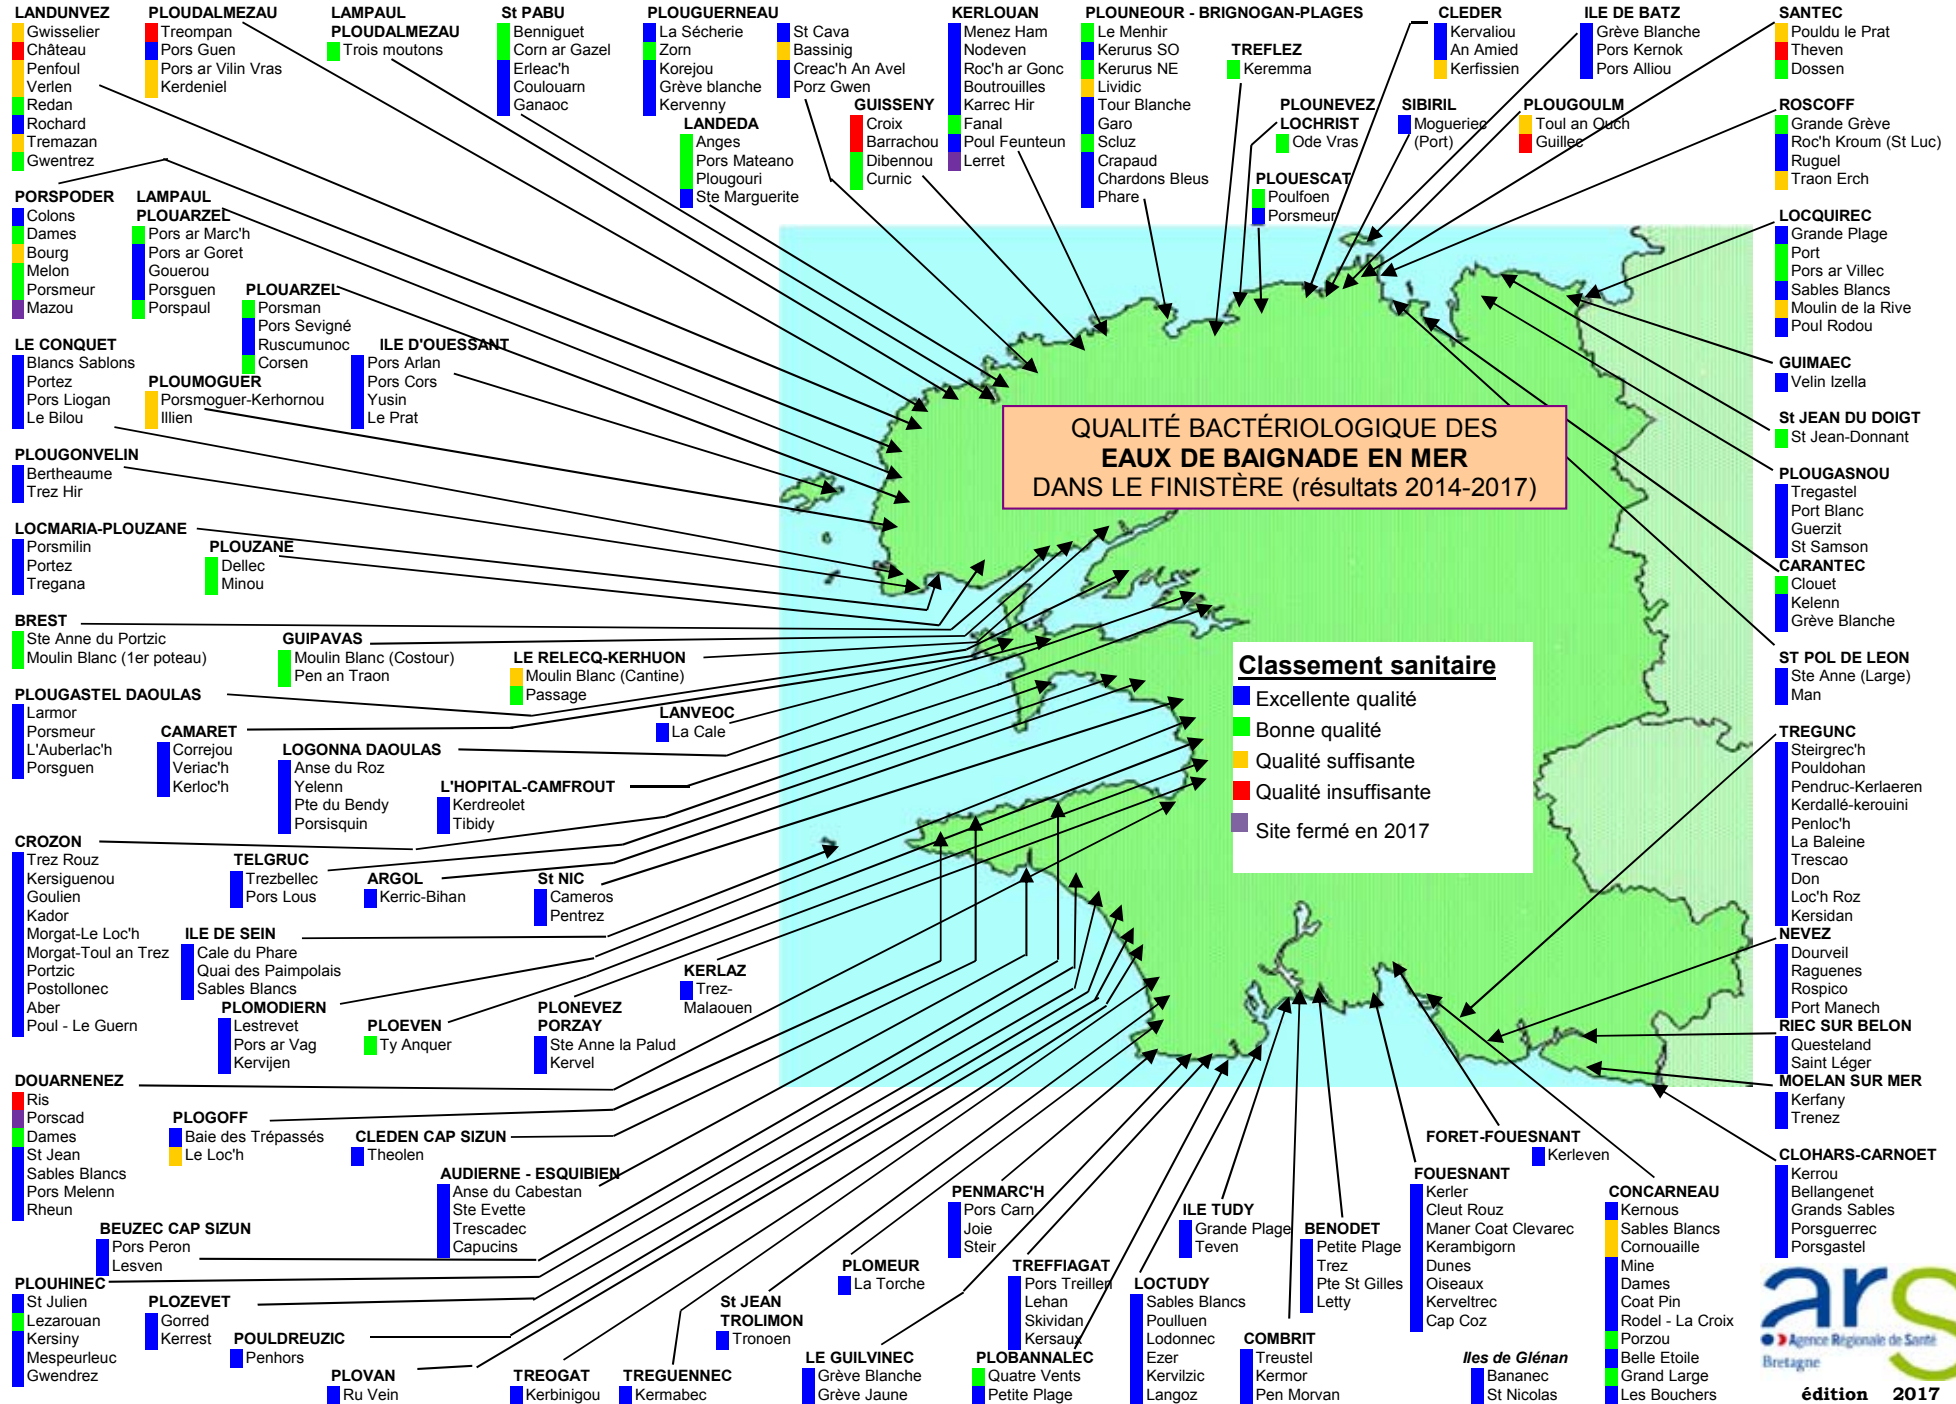 LANDUNVEZ
Gwisselier
Château
Penfoul
Verlen
Redan
Rochard
Tremazan
Gwentrez
PLOUDALMEZAU
Treompan
Pors Guen
Pors ar Vilin Vras
Kerdeniel
LAMPAUL
PLOUDALMEZAU
Trois moutons
St PABU
Benniguet
Corn ar Gazel
Erleac'h
Coulouarn
Ganaoc
PLOUGUERNEAU
La Sécherie
Zorn
Korejou
Grève blanche
Kervenny
St Cava
Bassinig
Creac'h An Avel
Porz Gwen
LANDEDA
Anges
Pors Mateano
Plougouri
Ste Marguerite
GUISSENY
Croix
Barrachou
Dibennou
Curnic
KERLOUAN
Menez Ham
Nodeven
Roc'h ar Gonc
Boutrouilles
Karrec Hir
Fanal
Poul Feunteun
Lerret
PLOUNEOUR - BRIGNOGAN-PLAGES
Le Menhir
Kerurus SO
Kerurus NE
Lividic
Tour Blanche
Garo
Scluz
Crapaud
Chardons Bleus
Phare
TREFLEZ
Keremma
PLOUNEVEZ
LOCHRIST
Ode Vras
PLOUESCAT
Poulfoen
Porsmeur
CLEDER
Kervaliou
An Amied
Kerfissien
SIBIRIL
Mogueriec
(Port)
ILE DE BATZ
Grève Blanche
Pors Kernok
Pors Alliou
PLOUGOULM
Toul an Ouch
Guillec
SANTEC
Pouldu le Prat
Theven
Dossen
ROSCOFF
Grande Grève
Roc'h Kroum (St Luc)
Ruguel
Traon Erch
LOCQUIREC
Grande Plage
Port
Pors ar Villec
Sables Blancs
Moulin de la Rive
Poul Rodou
GUIMAEC
Velin Izella
St JEAN DU DOIGT
St Jean-Donnant
PLOUGASNOU
Tregastel
Port Blanc
Guerzit
St Samson
CARANTEC
Clouet
Kelenn
Grève Blanche
ST POL DE LEON
Ste Anne (Large)
Man
PORSPODER
Colons
Dames
Bourg
Melon
Porsmeur
Mazou
LAMPAUL
PLOUARZEL
Pors ar Marc'h
Pors ar Goret
Gouerou
Porsguen
Porspaul
PLOUARZEL
Porsman
Pors Sevigné
Ruscumunoc
Corsen
LE CONQUET
Blancs Sablons
Portez
Pors Liogan
Le Bilou
PLOUMOGUER
Porsmoguer-Kerhornou
Illien
ILE D'OUESSANT
Pors Arlan
Pors Cors
Yusin
Le Prat
PLOUGONVELIN
Bertheaume
Trez Hir
LOCMARIA-PLOUZANE
Porsmilin
Portez
Tregana
PLOUZANE
Dellec
Minou
QUALITÉ BACTÉRIOLOGIQUE DES
EAUX DE BAIGNADE EN MER
DANS LE FINISTÈRE (résultats 2014-2017)
BREST
Ste Anne du Portzic
Moulin Blanc (1er poteau)
GUIPAVAS
Moulin Blanc (Costour)
Pen an Traon
LE RELECQ-KERHUON
Moulin Blanc (Cantine)
Passage
PLOUGASTEL DAOULAS
Larmor
Porsmeur
L'Auberlac'h
Porsguen
CAMARET
Correjou
Veriac'h
Kerloc'h
LANVEOC
La Cale
LOGONNA DAOULAS
Anse du Roz
Yelenn
Pte du Bendy
Porsisquin
L'HOPITAL-CAMFROUT
Kerdreolet
Tibidy
Classement sanitaire
Excellente qualité
Bonne qualité
Qualité suffisante
Qualité insuffisante
Site fermé en 2017
CROZON
Trez Rouz
Kersiguenou
Goulien
Kador
Morgat-Le Loc'h
Morgat-Toul an Trez
Portzic
Postollonec
Aber
Poul - Le Guern
TELGRUC
Trezbellec
Pors Lous
ARGOL
Kerric-Bihan
St NIC
Cameros
Pentrez
ILE DE SEIN
Cale du Phare
Quai des Paimpolais
Sables Blancs
PLOMODIERN
Lestrevet
Pors ar Vag
Kervijen
PLOEVEN
Ty Anquer
PLONEVEZ
PORZAY
Ste Anne la Palud
Kervel
KERLAZ
Trez-
Malaouen
TREGUNC
Steirgrec'h
Pouldohan
Pendruc-Kerlaeren
Kerdallé-kerouini
Penloc'h
La Baleine
Trescao
Don
Loc'h Roz
Kersidan
NEVEZ
Dourveil
Raguenes
Rospico
Port Manech
RIEC SUR BELON
Questeland
Saint Léger
MOELAN SUR MER
Kerfany
Trenez
CLOHARS-CARNOET
Kerrou
Bellangenet
Grands Sables
Porsguerrec
Porsgastel
DOUARNENEZ
Ris
Porscad
Dames
St Jean
Sables Blancs
Pors Melenn
Rheun
PLOGOFF
Baie des Trépassés
Le Loc'h
CLEDEN CAP SIZUN
Theolen
AUDIERNE - ESQUIBIEN
Anse du Cabestan
Ste Evette
Trescadec
Capucins
BEUZEC CAP SIZUN
Pors Peron
Lesven
PLOUHINEC
St Julien
Lezarouan
Kersiny
Mespeurleuc
Gwendrez
PLOZEVET
Gorred
Kerrest
POULDREUZIC
Penhors
PLOVAN
Ru Vein
TREOGAT
Kerbinigou
TREGUENNEC
Kermabec
St JEAN
TROLIMON
Tronoen
PLOMEUR
La Torche
PENMARC'H
Pors Carn
Joie
Steir
LE GUILVINEC
Grève Blanche
Grève Jaune
TREFFIAGAT
Pors Treillen
Lehan
Skividan
Kersaux
PLOBANNALEC
Quatre Vents
Petite Plage
LOCTUDY
Sables Blancs
Poulluen
Lodonnec
Ezer
Kervilzic
Langoz
ILE TUDY
Grande Plage
Teven
COMBRIT
Treustel
Kermor
Pen Morvan
BENODET
Petite Plage
Trez
Pte St Gilles
Letty
FOUESNANT
Kerler
Cleut Rouz
Maner Coat Clevarec
Kerambigorn
Dunes
Oiseaux
Kerveltrec
Cap Coz
FORET-FOUESNANT
Kerleven
Iles de Glénan
Bananec
St Nicolas
CONCARNEAU
Kernous
Sables Blancs
Cornouaille
Mine
Dames
Coat Pin
Rodel - La Croix
Porzou
Belle Etoile
Grand Large
Les Bouchers
ars
Agence Régionale de Santé
Bretagne
édition 2017